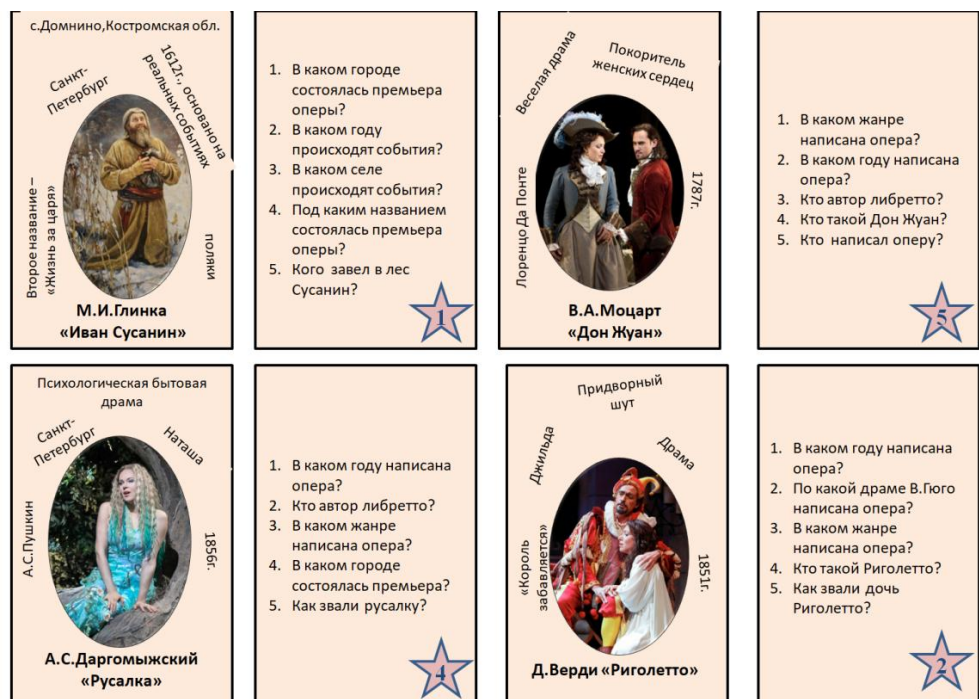 с.Домнино,Костромская обл.
Санкт-
Петербург
1612г., основано на
реальных событиях
Второе название –
«Жизнь за царя»
поляки
М.И.Глинка
«Иван Сусанин»
1. В каком городе
состоялась премьера
оперы?
2. В каком году
происходят события?
3. В каком селе
происходят события?
4. Под каким названием
состоялась премьера
оперы?
5. Кого завел в лес
Сусанин?
1
Веселая драма
Покоритель
женских сердец
Лоренцо Да Понте
1787г.
В.А.Моцарт
«Дон Жуан»
1. В каком жанре
написана опера?
2. В каком году написана
опера?
3. Кто автор либретто?
4. Кто такой Дон Жуан?
5. Кто написал оперу?
5
Психологическая бытовая
драма
Санкт-
Петербург
Наташа
А.С.Пушкин
1856г.
А.С.Даргомыжский
«Русалка»
1. В каком году написана
опера?
2. Кто автор либретто?
3. В каком жанре
написана опера?
4. В каком городе
состоялась премьера?
5. Как звали русалку?
4
Придворный
шут
Джильда
Драма
«Король
забавляется»
1851г.
Д.Верди «Риголетто»
1. В каком году написана
опера?
2. По какой драме В.Гюго
написана опера?
3. В каком жанре
написана опера?
4. Кто такой Риголетто?
5. Как звали дочь
Риголетто?
2